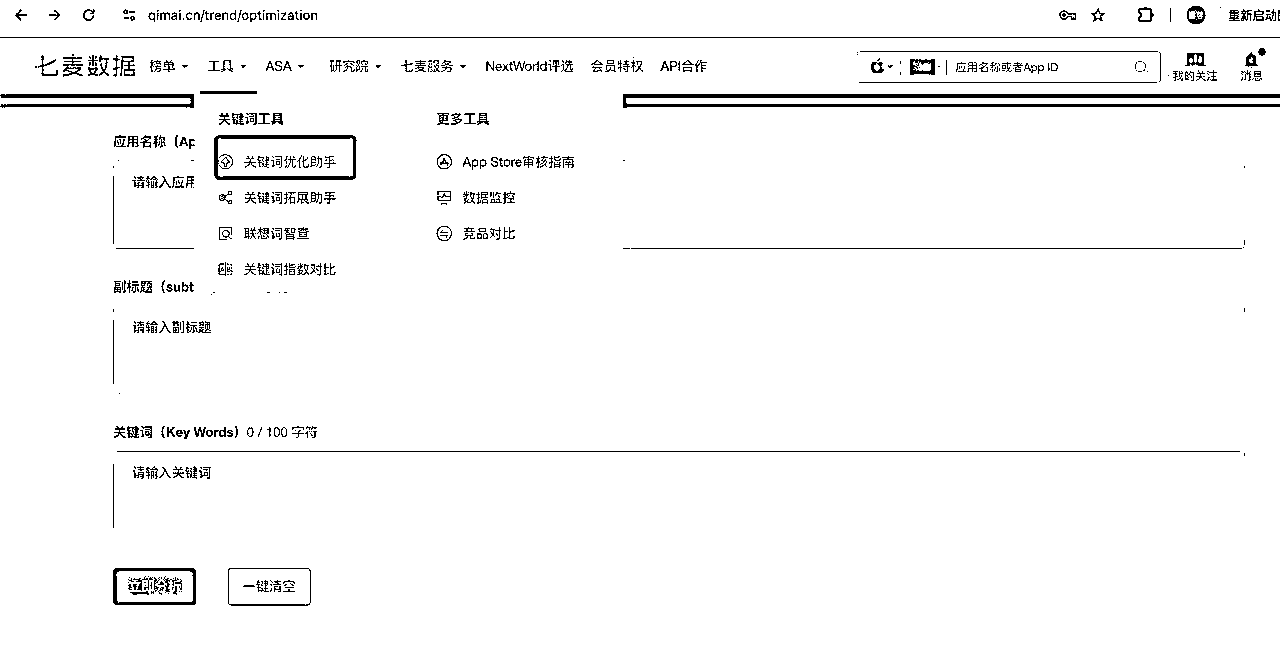 qimai.cn/trend/optimization 重新启动
七麦数据 榜单 工具 ASA 研究院 七麦服务 NextWorld评选 会员特权 API合作 应用名称或者App ID 我的关注 消息
关键词工具 更多工具
应用名称（Ap
关键词优化助手 App Store审核指南
请输入应用
关键词拓展助手 数据监控
联想词智查 竞品对比
关键词指数对比
副标题（subt
请输入副标题
关键词（Key Words）0 / 100 字符
请输入关键词
立即分析 一键清空